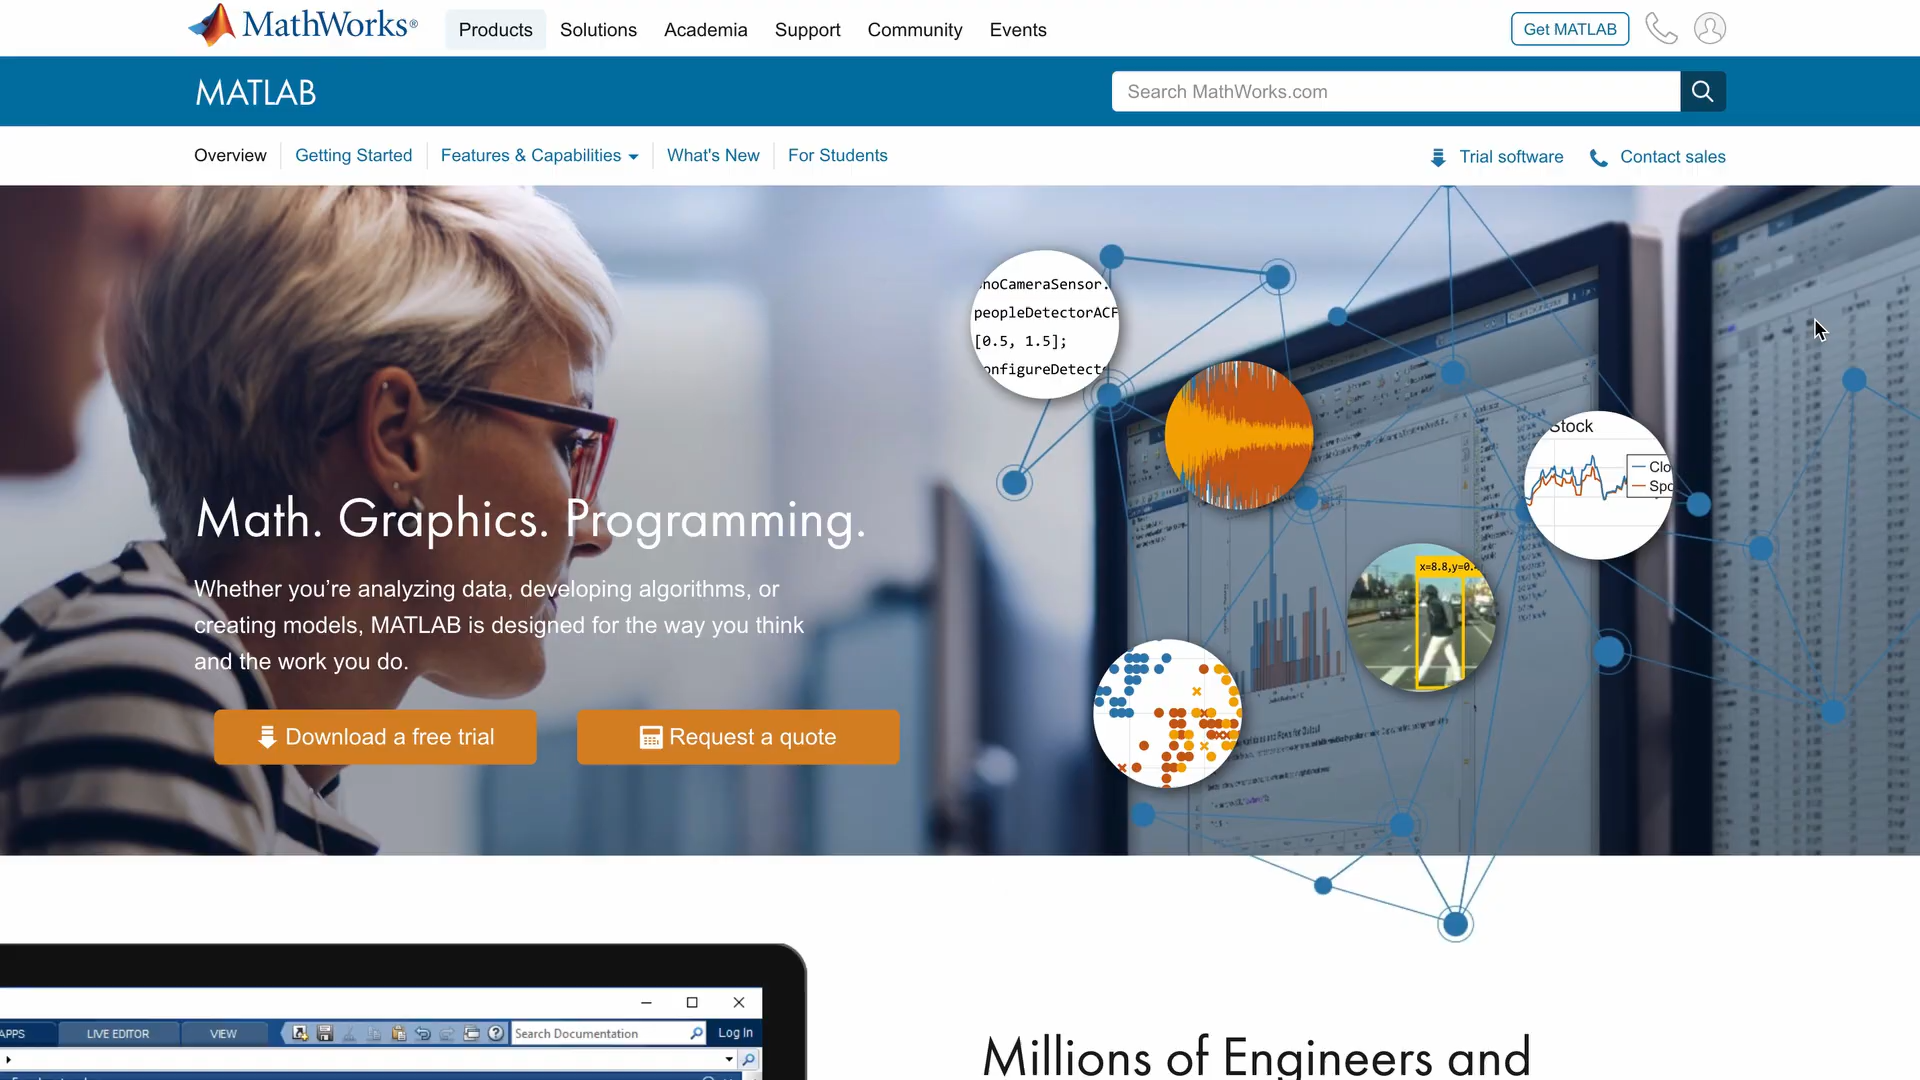 MathWorks®
Products Solutions Academia Support Community Events
Get MATLAB
MATLAB
Search MathWorks.com
Overview Getting Started Features & Capabilities What's New For Students
Trial software Contact sales
noCameraSensor.
peopleDetectorACF
[0.5, 1.5];
onfigureDetect
Stock
Clo
Spo
x=8.8,y=0.
Math. Graphics. Programming.
Whether you’re analyzing data, developing algorithms, or
creating models, MATLAB is designed for the way you think
and the work you do.
Download a free trial
Request a quote
APPS LIVE EDITOR VIEW Search Documentation Log In
Millions of Engineers and